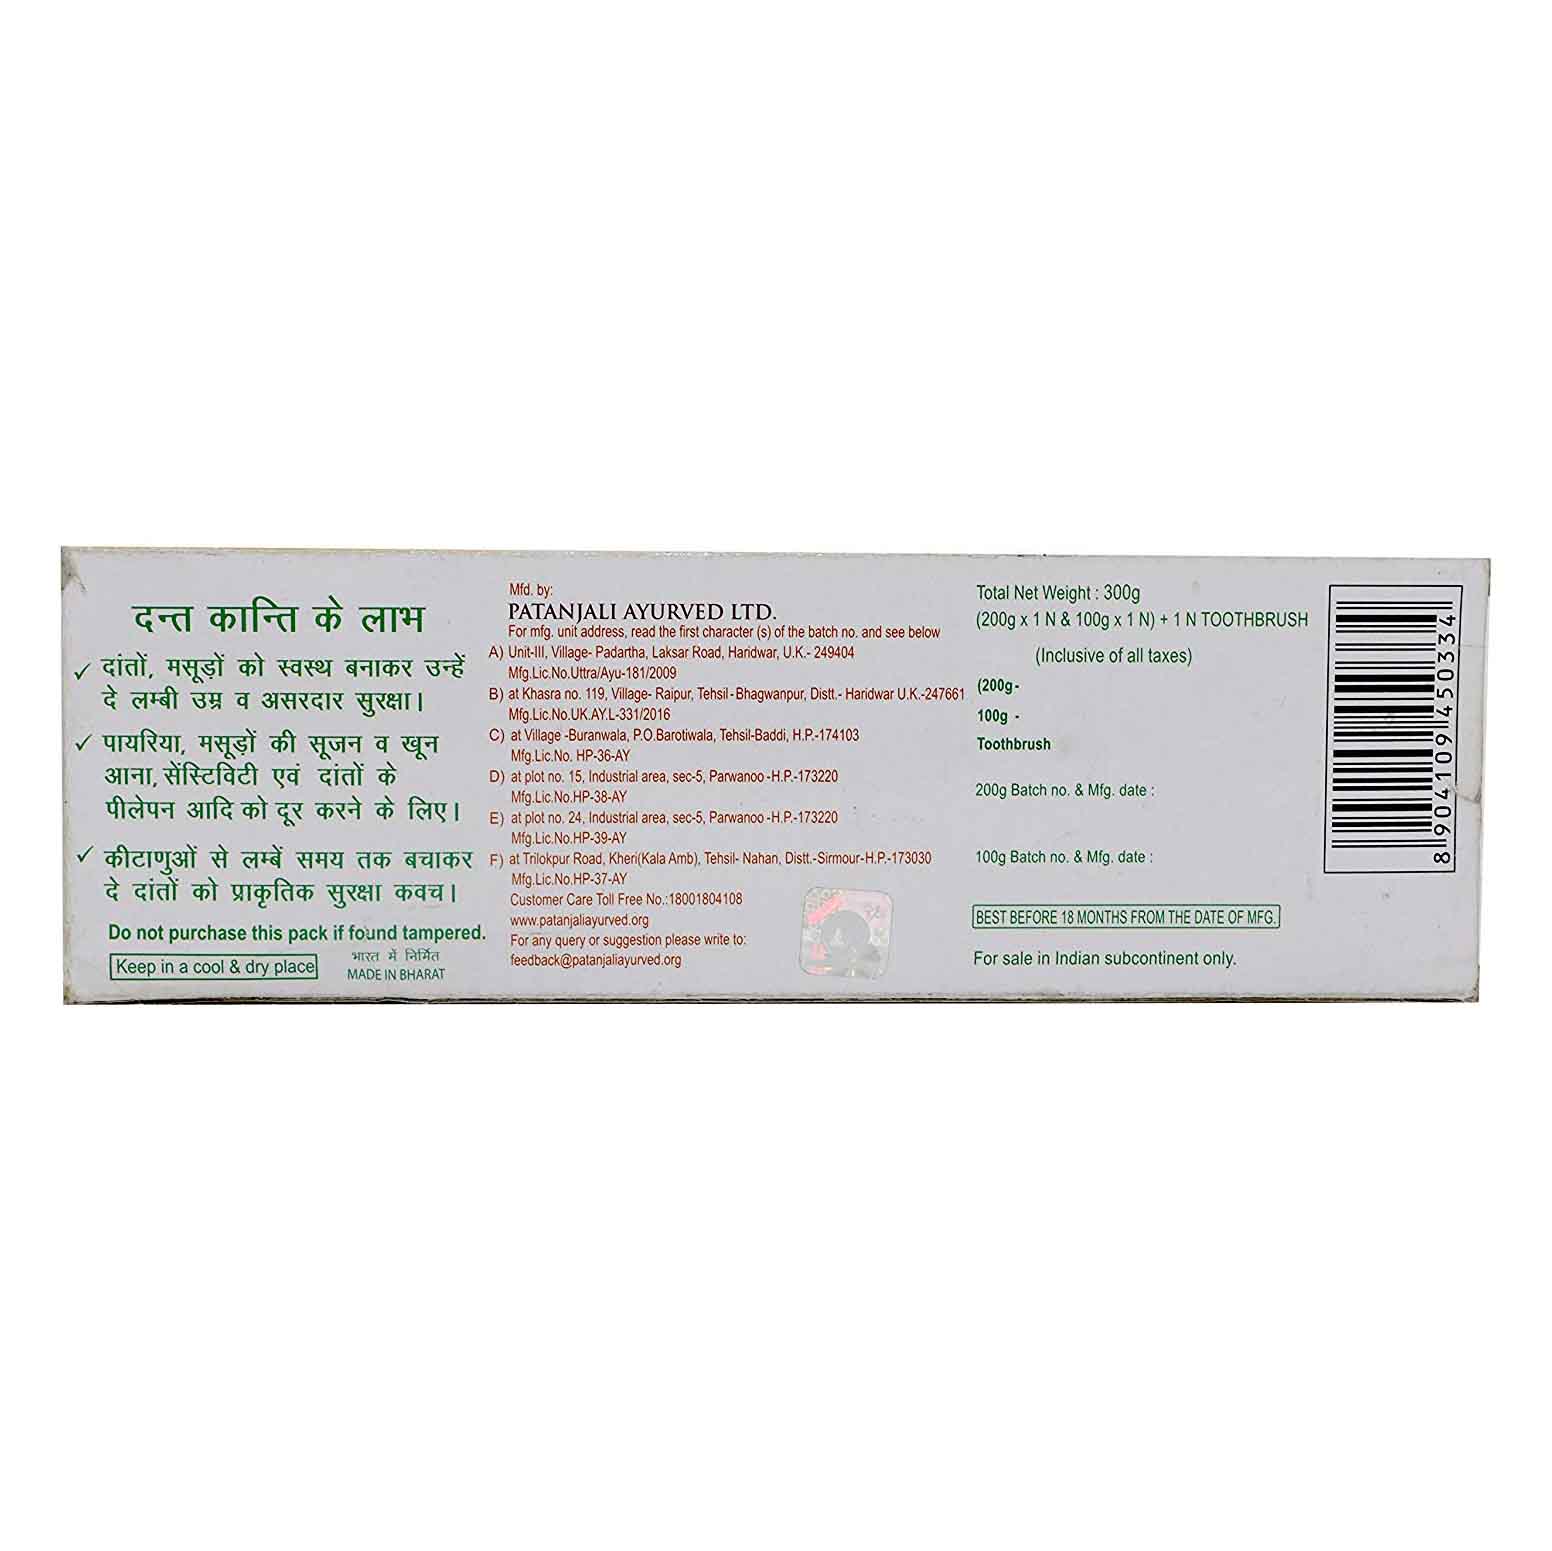 दन्त कान्ति के लाभ
✓ दांतों, मसूड़ों को स्वस्थ बनाकर उन्हें
दे लम्बी उम्र व असरदार सुरक्षा।
✓ पायरिया, मसूड़ों की सूजन व खून
आना, सेंस्टिविटी एवं दांतों के
पीलेपन आदि को दूर करने के लिए।
✓ कीटाणुओं से लम्बें समय तक बचाकर
दे दांतों को प्राकृतिक सुरक्षा कवच।
Do not purchase this pack if found tampered.
Keep in a cool & dry place
भारत में निर्मित
MADE IN BHARAT
Mfd. by:
PATANJALI AYURVED LTD.
For mfg. unit address, read the first character (s) of the batch no. and see below
A) Unit-III, Village- Padartha, Laksar Road, Haridwar, U.K.- 249404
Mfg.Lic.No.Uttra/Ayu-181/2009
B) at Khasra no. 119, Village- Raipur, Tehsil-Bhagwanpur, Distt.- Haridwar U.K.-247661
Mfg.Lic.No.UK.AY.L-331/2016
C) at Village -Buranwala, P.O.Barotiwala, Tehsil-Baddi, H.P.-174103
Mfg.Lic.No. HP-36-AY
D) at plot no. 15, Industrial area, sec-5, Parwanoo-H.P.-173220
Mfg.Lic.No.HP-38-AY
E) at plot no. 24, Industrial area, sec-5, Parwanoo-H.P.-173220
Mfg.Lic.No.HP-39-AY
F) at Trilokpur Road, Kheri(Kala Amb), Tehsil- Nahan, Distt.-Sirmour-H.P.-173030
Mfg.Lic.No.HP-37-AY
Customer Care Toll Free No.:18001804108
www.patanjaliayurved.org
For any query or suggestion please write to:
feedback@patanjaliayurved.org
Total Net Weight : 300g
(200g x 1 N & 100g x 1 N) + 1 N TOOTHBRUSH
(Inclusive of all taxes)
(200g-
100g -
Toothbrush
200g Batch no. & Mfg. date :
100g Batch no. & Mfg. date :
BEST BEFORE 18 MONTHS FROM THE DATE OF MFG.
For sale in Indian subcontinent only.
8 904109 450334